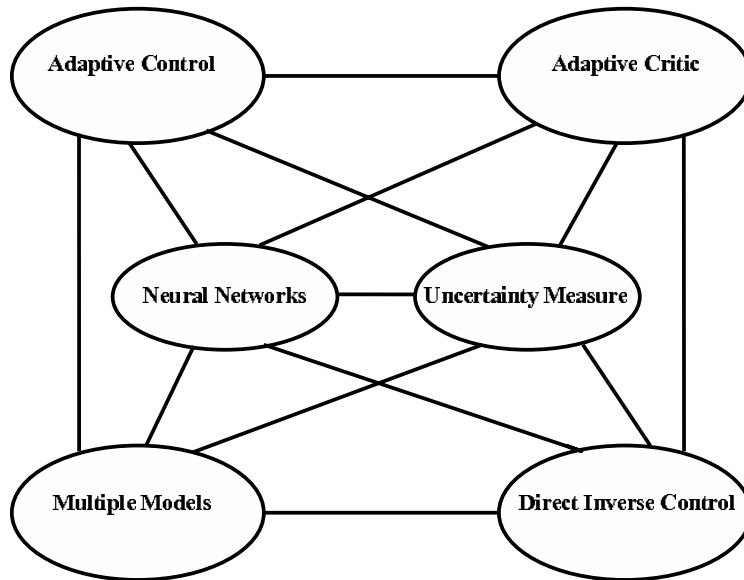 Adaptive Control
Adaptive Critic
Neural Networks
Uncertainty Measure
Multiple Models
Direct Inverse Control